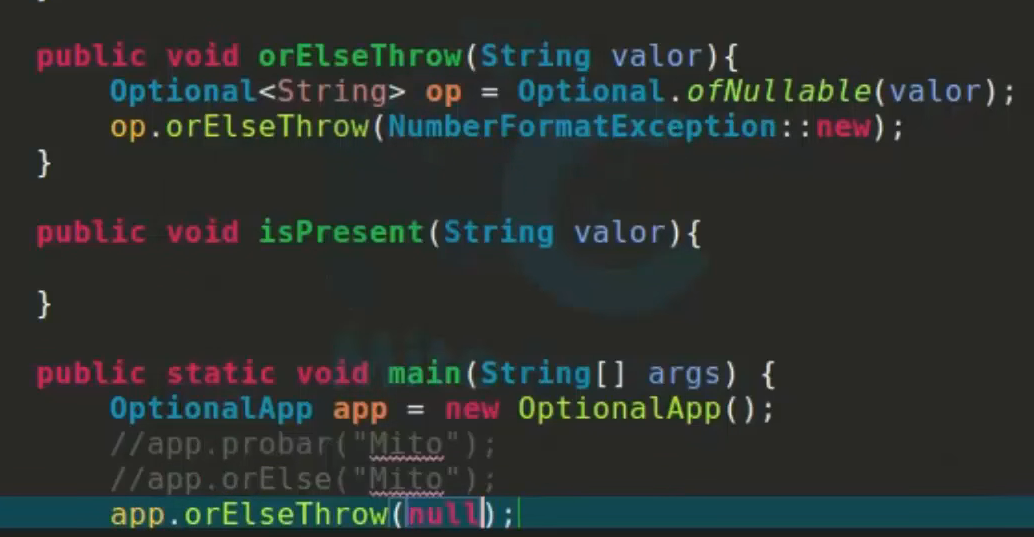 public void orElseThrow(String valor){
Optional<String> op = Optional.ofNullable(valor);
op.orElseThrow(NumberFormatException::new);
}
public void isPresent(String valor){
}
public static void main(String[] args) {
OptionalApp app = new OptionalApp();
//app.probar("Mito");
//app.orElse("Mito");
app.orElseThrow(null);